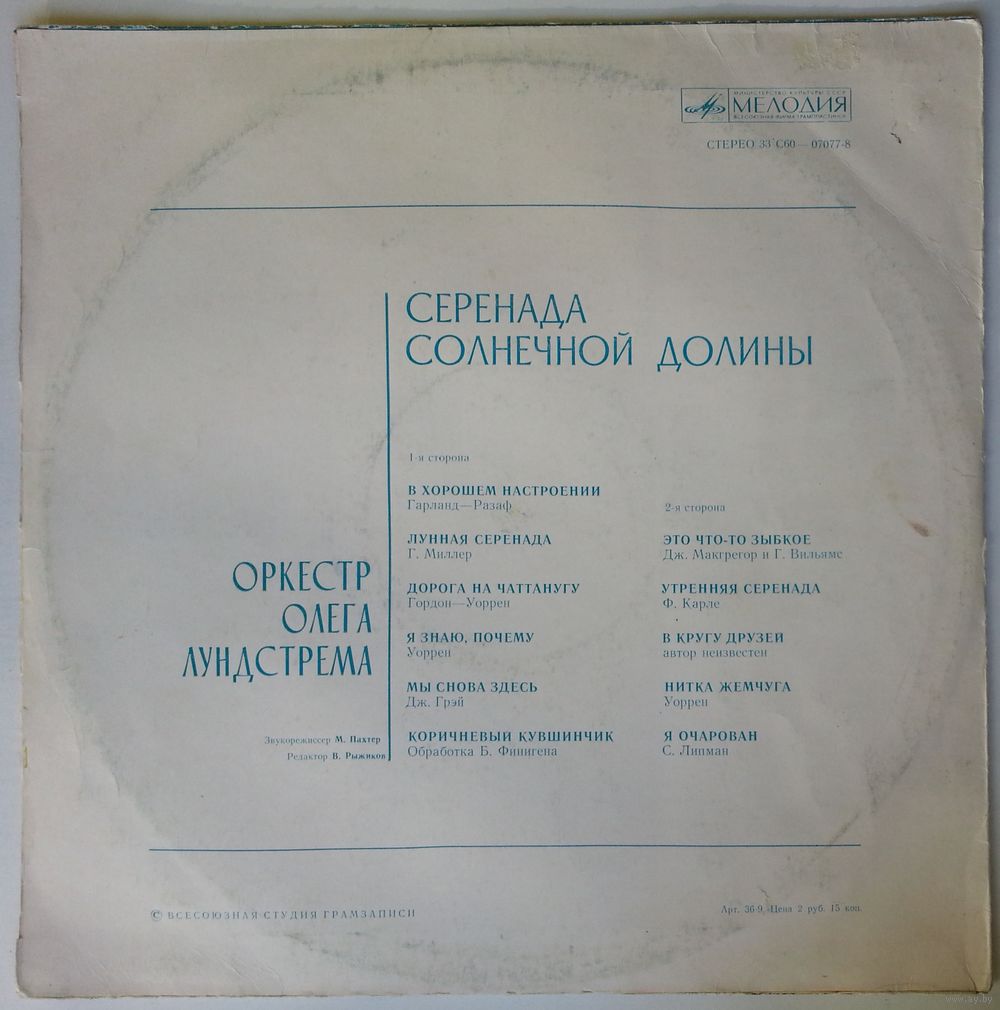 МИНИСТЕРСТВО КУЛЬТУРЫ СССР
МЕЛОДИЯ
ВСЕСОЮЗНАЯ ФИРМА ГРАМПЛАСТИНОК
СТЕРЕО 33 С60—07077-8
СЕРЕНАДА
СОЛНЕЧНОЙ ДОЛИНЫ
ОРКЕСТР
ОЛЕГА
ЛУНДСТРЕМА
Звукорежиссер М. Пахтер
Редактор В. Рыжиков
1-я сторона
В ХОРОШЕМ НАСТРОЕНИИ
Гарланд—Разаф
ЛУННАЯ СЕРЕНАДА
Г. Миллер
ДОРОГА НА ЧАТТАНУГУ
Гордон—Уоррен
Я ЗНАЮ, ПОЧЕМУ
Уоррен
МЫ СНОВА ЗДЕСЬ
Дж. Грэй
КОРИЧНЕВЫЙ КУВШИНЧИК
Обработка Б. Финигена
2-я сторона
ЭТО ЧТО-ТО ЗЫБКОЕ
Дж. Макгрегор и Г. Вильямс
УТРЕННЯЯ СЕРЕНАДА
Ф. Карле
В КРУГУ ДРУЗЕЙ
автор неизвестен
НИТКА ЖЕМЧУГА
Уоррен
Я ОЧАРОВАН
С. Липман
© ВСЕСОЮЗНАЯ СТУДИЯ ГРАМЗАПИСИ
Арт. 36-9. Цена 2 руб. 15 коп.
www.ay.by